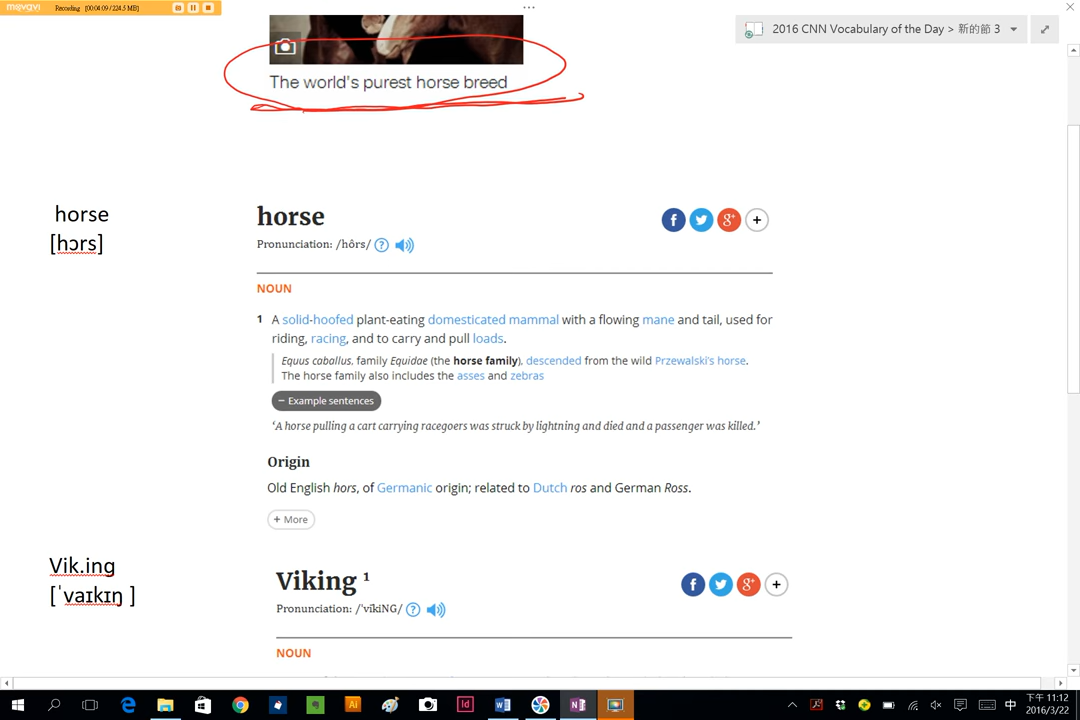 movavi Recording [00:04:09 / 224.5 MB]
2016 CNN Vocabulary of the Day > 新的節 3
The world's purest horse breed
horse
[hɔrs]
horse
Pronunciation: /hôrs/ ?
f g+ +
NOUN
1 A solid-hoofed plant-eating domesticated mammal with a flowing mane and tail, used for
riding, racing, and to carry and pull loads.
Equus caballus, family Equidae (the horse family), descended from the wild Przewalski's horse.
The horse family also includes the asses and zebras
− Example sentences
‘A horse pulling a cart carrying racegoers was struck by lightning and died and a passenger was killed.’
Origin
Old English hors, of Germanic origin; related to Dutch ros and German Ross.
+ More
Vik.ing
[ˈvaɪkɪŋ ]
Viking 1
Pronunciation: /ˈvīkiNG/ ?
f g+ +
NOUN
中
下午 11:12
2016/3/22